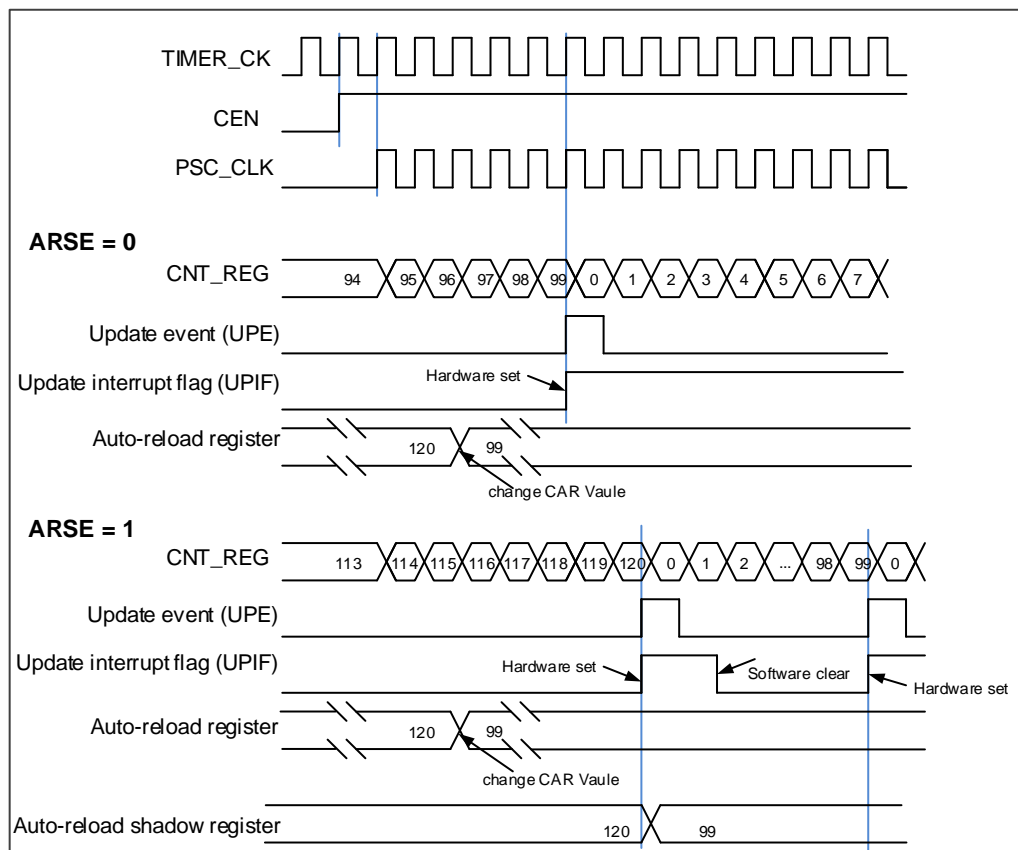 TIMER_CK
CEN
PSC_CLK
ARSE = 0
CNT_REG 94 95 96 97 98 99 0 1 2 3 4 5 6 7
Update event (UPE)
Update interrupt flag (UPIF) Hardware set
Auto-reload register 120 99
change CAR Vaule
ARSE = 1
CNT_REG 113 114 115 116 117 118 119 120 0 1 2 ... 98 99 0
Update event (UPE)
Update interrupt flag (UPIF) Hardware set Software clear Hardware set
Auto-reload register 120 99
change CAR Vaule
Auto-reload shadow register 120 99